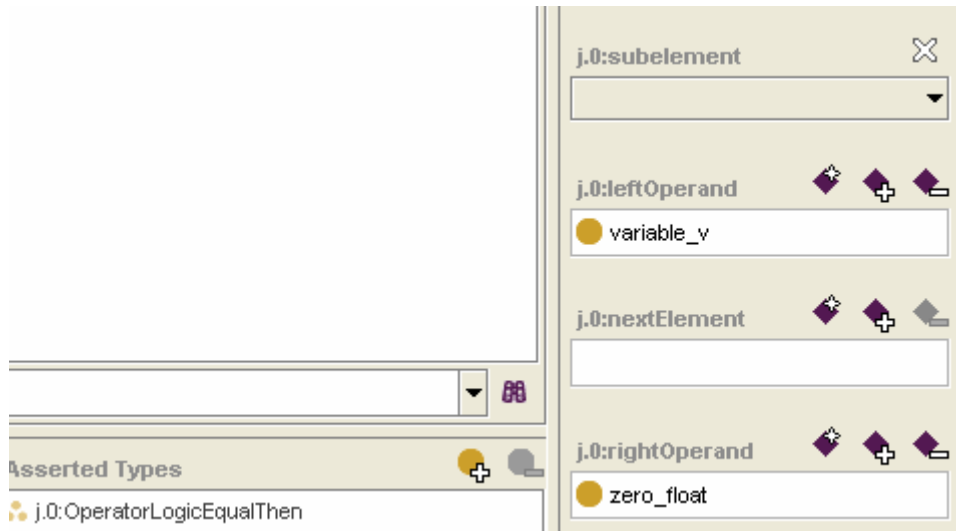 j.0:subelement
j.0:leftOperand
variable_v
j.0:nextElement
j.0:rightOperand
zero_float
Asserted Types
j.0:OperatorLogicEqualThen